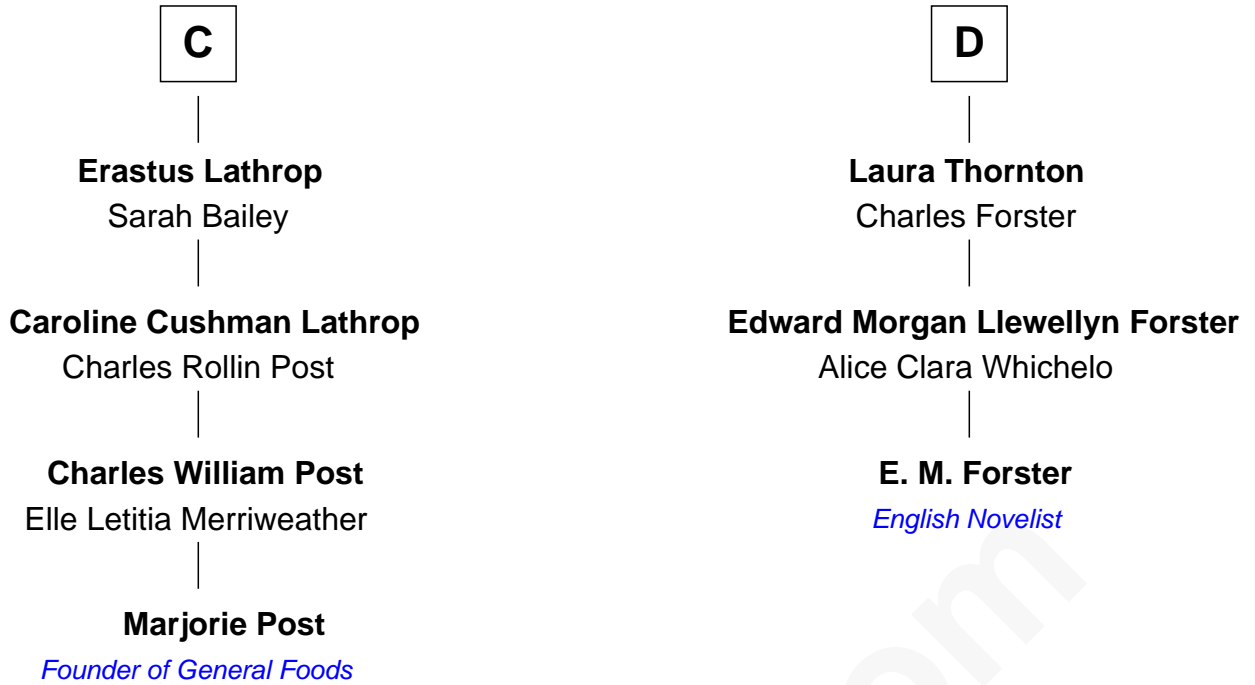 C
Erastus Lathrop
Sarah Bailey
Caroline Cushman Lathrop
Charles Rollin Post
Charles William Post
Elle Letitia Merriweather
Marjorie Post
Founder of General Foods
D
Laura Thornton
Charles Forster
Edward Morgan Llewellyn Forster
Alice Clara Whichelo
E. M. Forster
English Novelist
om